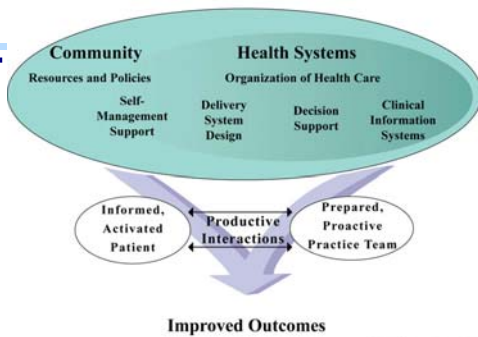 Community
Health Systems
Resources and Policies
Organization of Health Care
Self-
Management
Support
Delivery
System
Design
Decision
Support
Clinical
Information
Systems
Informed,
Activated
Patient
Productive
Interactions
Prepared,
Proactive
Practice Team
Improved Outcomes